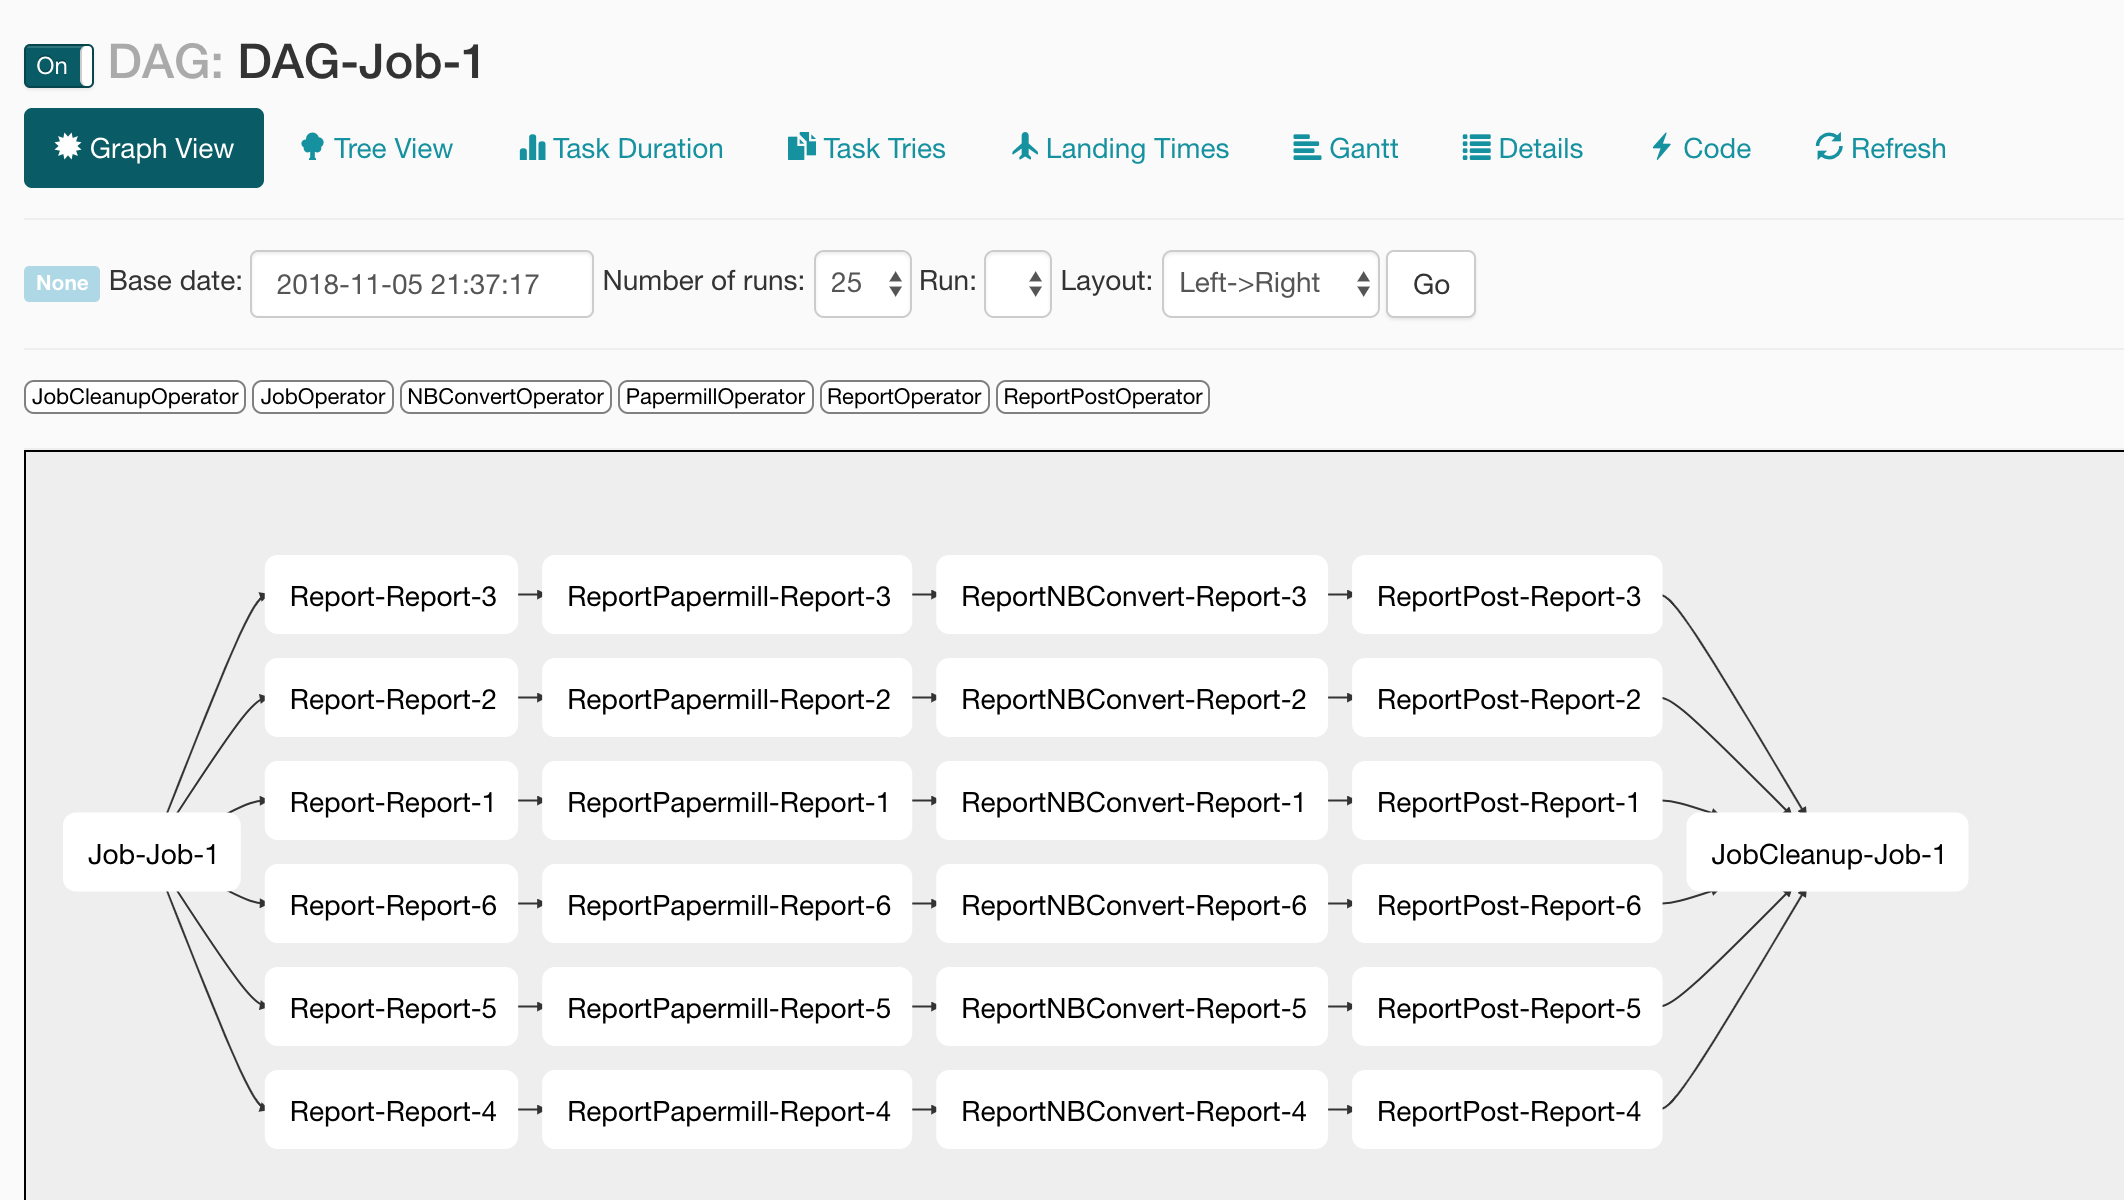 On DAG: DAG-Job-1
Graph View Tree View Task Duration Task Tries Landing Times Gantt Details Code Refresh
None Base date: 2018-11-05 21:37:17 Number of runs: 25 Run: Layout: Left->Right Go
JobCleanupOperator JobOperator NBConvertOperator PapermillOperator ReportOperator ReportPostOperator
Report-Report-3 ReportPapermill-Report-3 ReportNBConvert-Report-3 ReportPost-Report-3
Report-Report-2 ReportPapermill-Report-2 ReportNBConvert-Report-2 ReportPost-Report-2
Report-Report-1 ReportPapermill-Report-1 ReportNBConvert-Report-1 ReportPost-Report-1
Job-Job-1 JobCleanup-Job-1
Report-Report-6 ReportPapermill-Report-6 ReportNBConvert-Report-6 ReportPost-Report-6
Report-Report-5 ReportPapermill-Report-5 ReportNBConvert-Report-5 ReportPost-Report-5
Report-Report-4 ReportPapermill-Report-4 ReportNBConvert-Report-4 ReportPost-Report-4